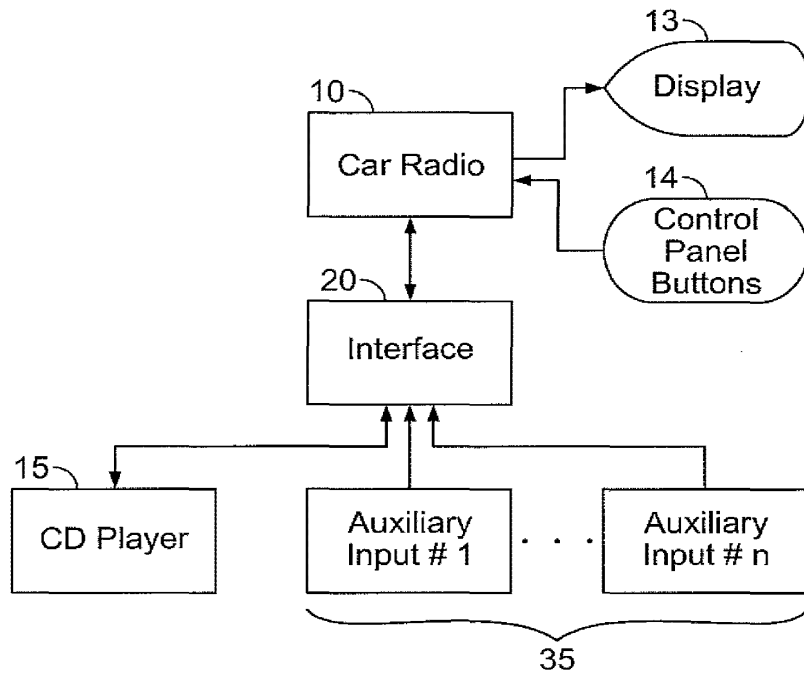 13
Display
10
Car Radio
14
Control
Panel
Buttons
20
Interface
15
CD Player
Auxiliary
Input # 1
. . .
Auxiliary
Input # n
35